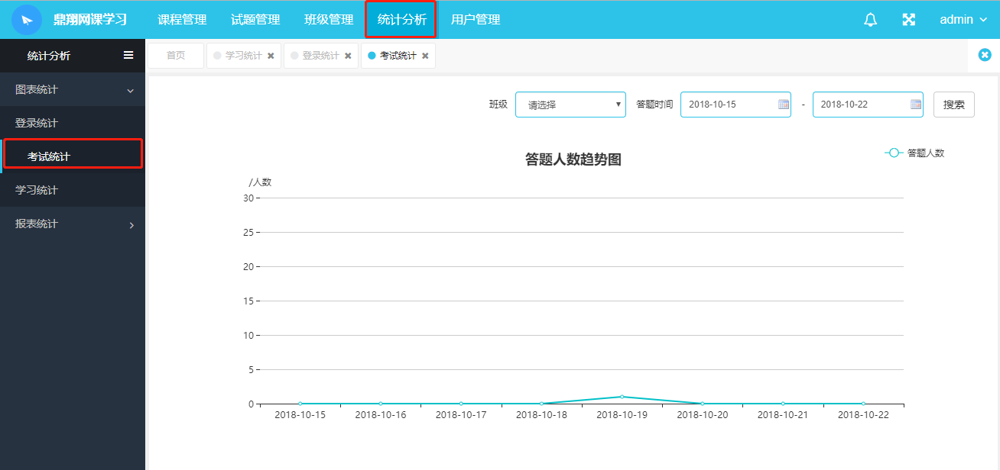 鼎翔网课学习 课程管理 试题管理 班级管理 统计分析 用户管理 admin
统计分析
首页 学习统计 登录统计 考试统计
图表统计
登录统计
考试统计
学习统计
报表统计
班级 请选择 答题时间 2018-10-15 - 2018-10-22 搜索
答题人数趋势图
答题人数
/人数
30
25
20
15
10
5
0
2018-10-15 2018-10-16 2018-10-17 2018-10-18 2018-10-19 2018-10-20 2018-10-21 2018-10-22